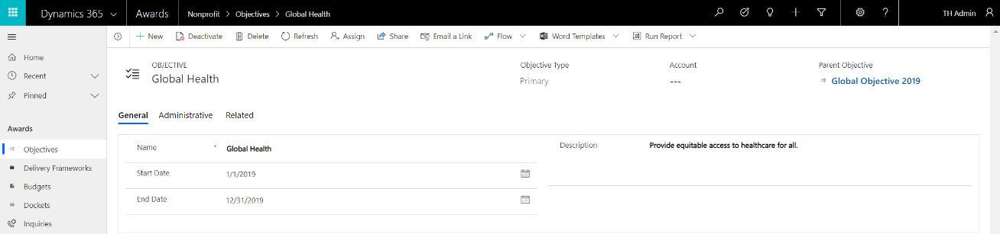 Dynamics 365 Awards Nonprofit > Objectives > Global Health TH Admin
New Deactivate Delete Refresh Assign Share Email a Link Flow Word Templates Run Report
Home
Recent
Pinned
Awards
Objectives
Delivery Frameworks
Budgets
Dockets
Inquiries
OBJECTIVE
Global Health
Objective Type
Primary
Account
---
Parent Objective
Global Objective 2019
General Administrative Related
Name * Global Health
Start Date 1/1/2019
End Date 12/31/2019
Description Provide equitable access to healthcare for all.